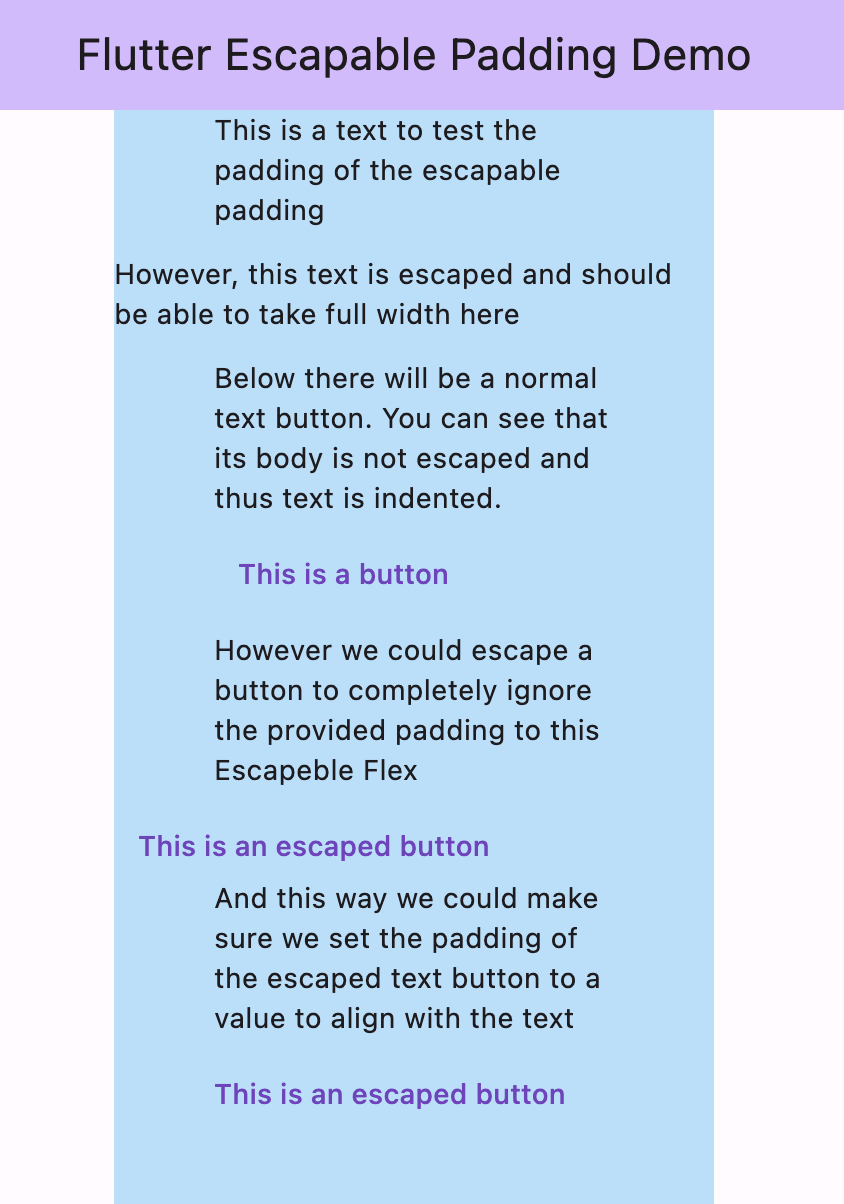 Flutter Escapable Padding Demo
This is a text to test the
padding of the escapable
padding
However, this text is escaped and should
be able to take full width here
Below there will be a normal
text button. You can see that
its body is not escaped and
thus text is indented.
This is a button
However we could escape a
button to completely ignore
the provided padding to this
Escapeble Flex
This is an escaped button
And this way we could make
sure we set the padding of
the escaped text button to a
value to align with the text
This is an escaped button